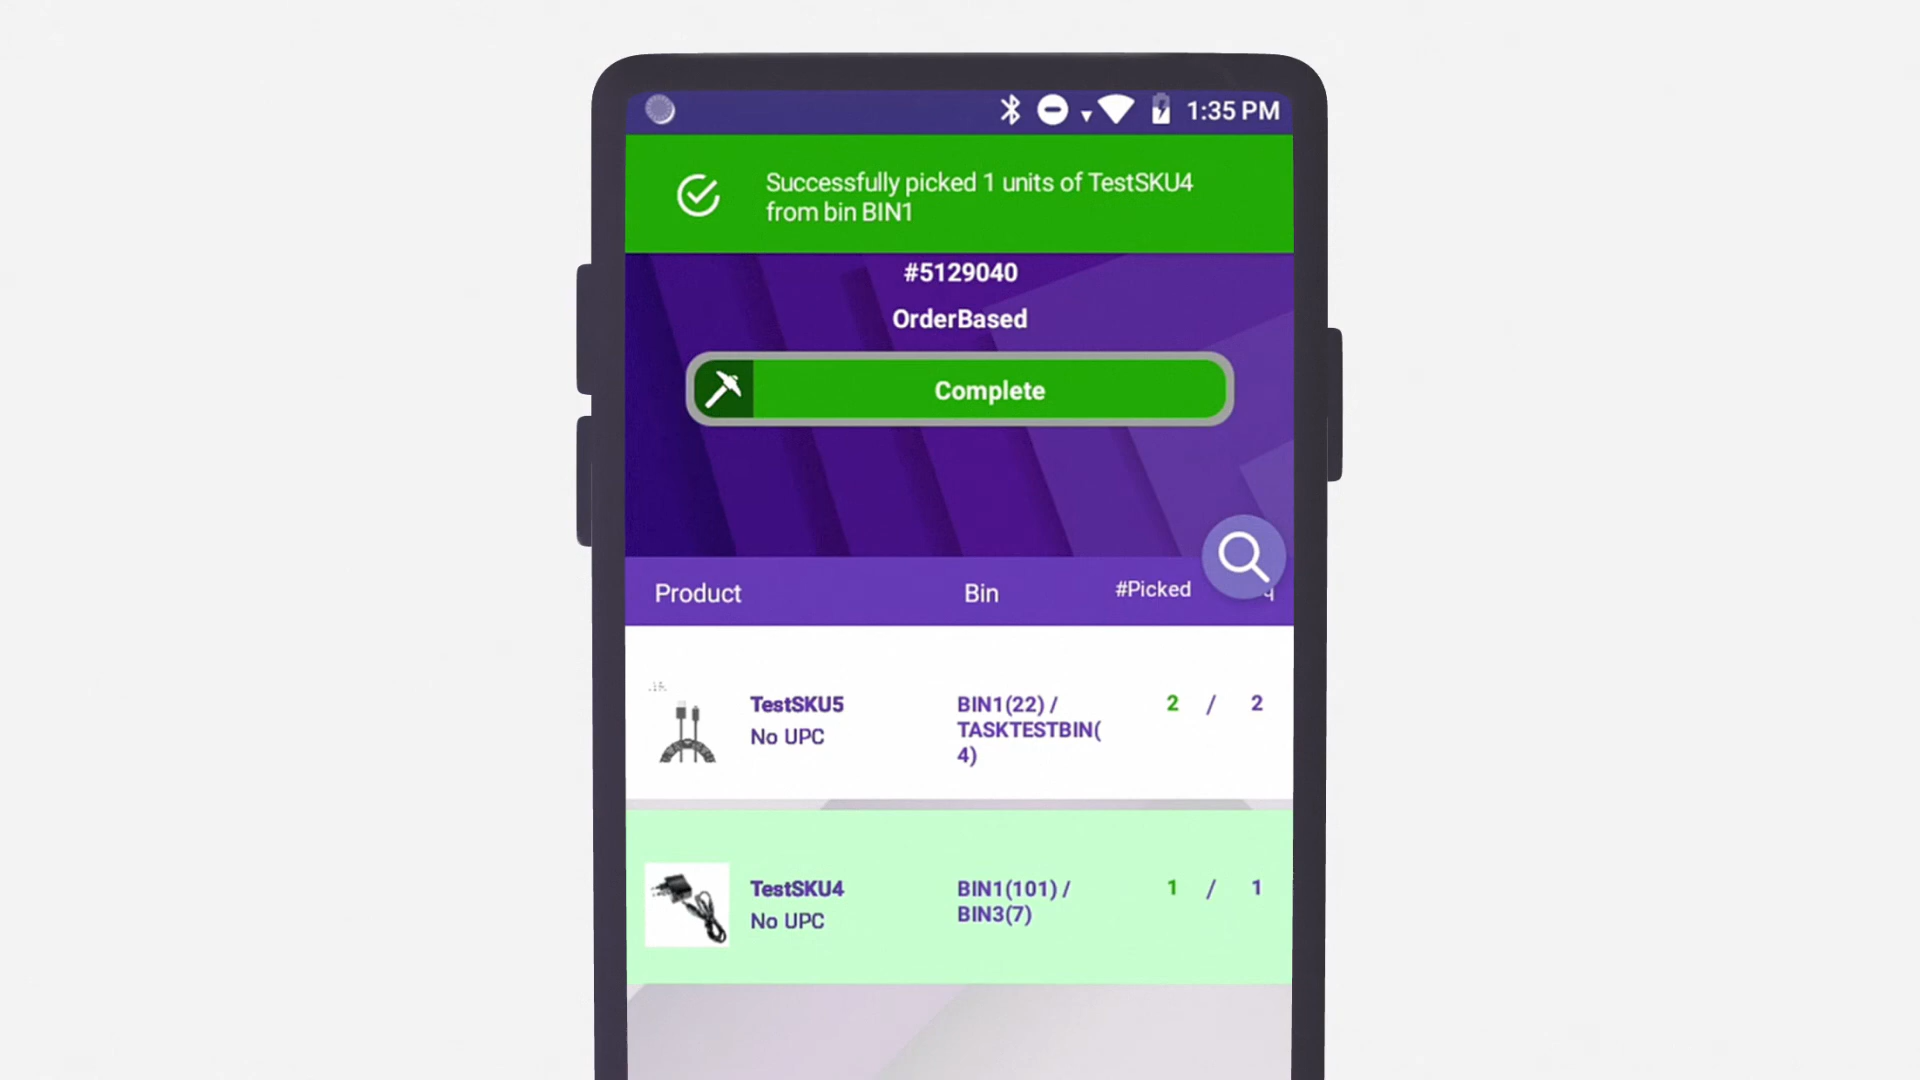 1:35 PM
Successfully picked 1 units of TestSKU4
from bin BIN1
#5129040
OrderBased
Complete
Product Bin #Picked
TestSKU5 BIN1(22) / 2 / 2
No UPC TASKTESTBIN(
4)
TestSKU4 BIN1(101) / 1 / 1
No UPC BIN3(7)